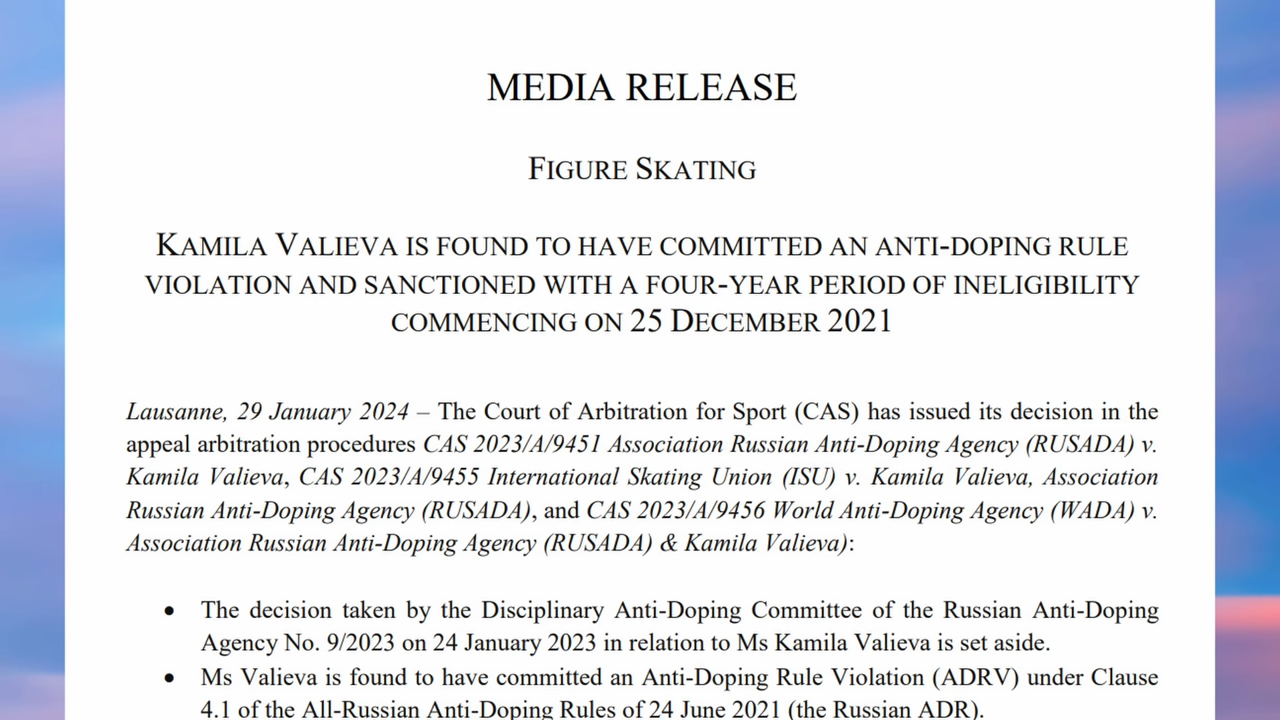 MEDIA RELEASE
FIGURE SKATING
KAMILA VALIEVA IS FOUND TO HAVE COMMITTED AN ANTI-DOPING RULE
VIOLATION AND SANCTIONED WITH A FOUR-YEAR PERIOD OF INELIGIBILITY
COMMENCING ON 25 DECEMBER 2021
Lausanne, 29 January 2024 – The Court of Arbitration for Sport (CAS) has issued its decision in the
appeal arbitration procedures CAS 2023/A/9451 Association Russian Anti-Doping Agency (RUSADA) v.
Kamila Valieva, CAS 2023/A/9455 International Skating Union (ISU) v. Kamila Valieva, Association
Russian Anti-Doping Agency (RUSADA), and CAS 2023/A/9456 World Anti-Doping Agency (WADA) v.
Association Russian Anti-Doping Agency (RUSADA) & Kamila Valieva):
• The decision taken by the Disciplinary Anti-Doping Committee of the Russian Anti-Doping
Agency No. 9/2023 on 24 January 2023 in relation to Ms Kamila Valieva is set aside.
• Ms Valieva is found to have committed an Anti-Doping Rule Violation (ADRV) under Clause
4.1 of the All-Russian Anti-Doping Rules of 24 June 2021 (the Russian ADR).